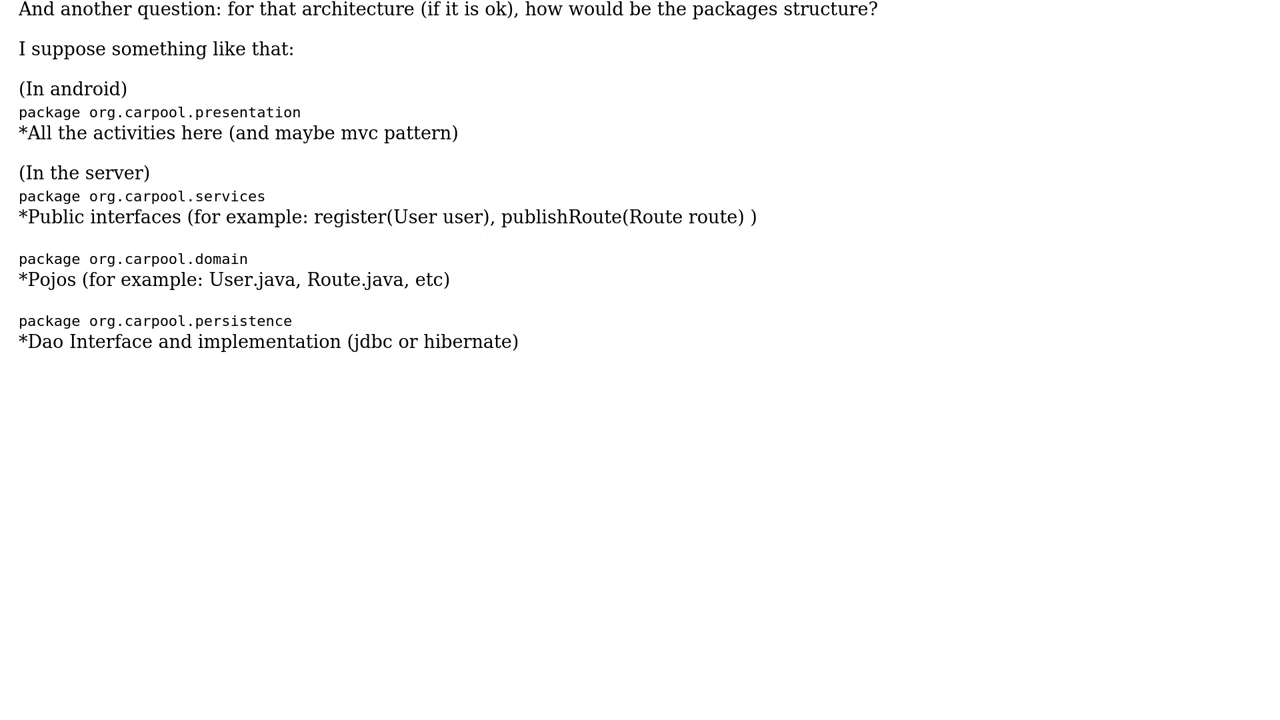 And another question: for that architecture (if it is ok), how would be the packages structure?
I suppose something like that:
(In android)
package org.carpool.presentation
*All the activities here (and maybe mvc pattern)
(In the server)
package org.carpool.services
*Public interfaces (for example: register(User user), publishRoute(Route route) )
package org.carpool.domain
*Pojos (for example: User.java, Route.java, etc)
package org.carpool.persistence
*Dao Interface and implementation (jdbc or hibernate)